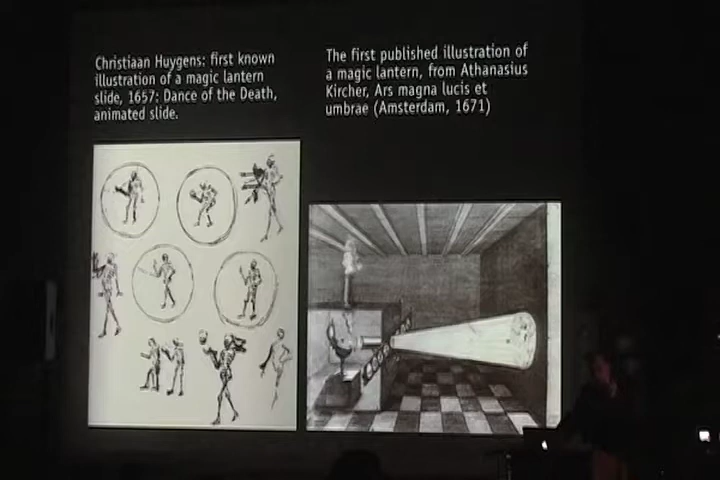 Christiaan Huygens: first known
illustration of a magic lantern
slide, 1657: Dance of the Death,
animated slide.
The first published illustration of
a magic lantern, from Athanasius
Kircher, Ars magna lucis et
umbrae (Amsterdam, 1671)